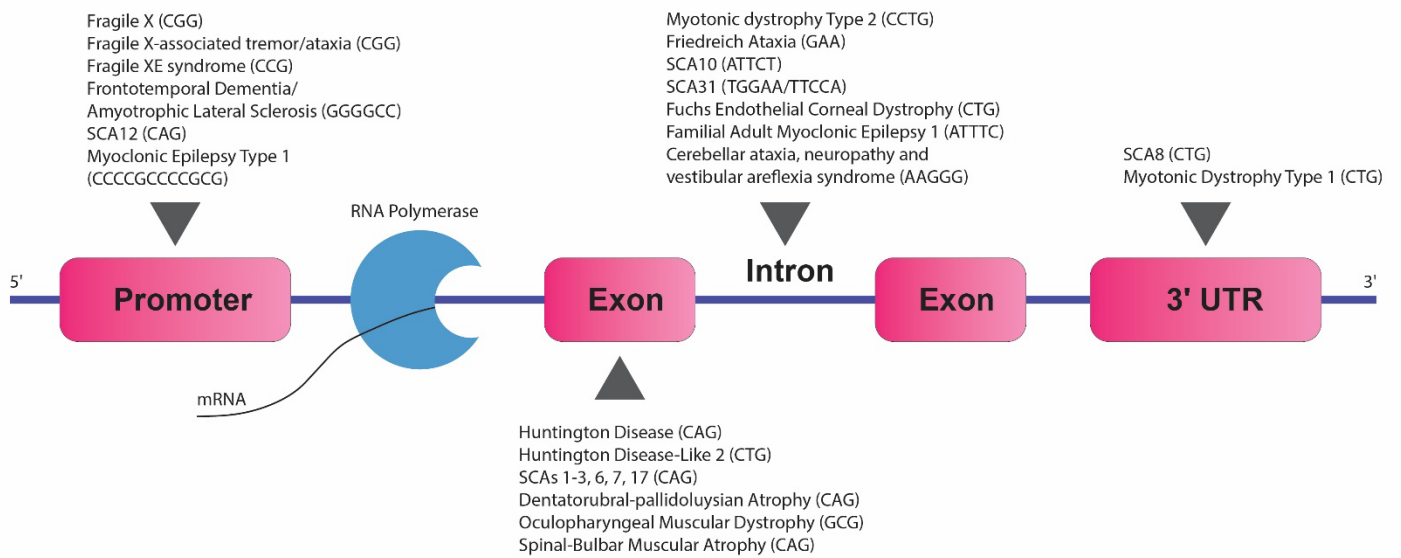 Fragile X (CGG)
Fragile X-associated tremor/ataxia (CGG)
Fragile XE syndrome (CCG)
Frontotemporal Dementia/
Amyotrophic Lateral Sclerosis (GGGGCC)
SCA12 (CAG)
Myoclonic Epilepsy Type 1
(CCCCGCCCCGCG)
Myotonic dystrophy Type 2 (CCTG)
Friedreich Ataxia (GAA)
SCA10 (ATTCT)
SCA31 (TGGAA/TTCCA)
Fuchs Endothelial Corneal Dystrophy (CTG)
Familial Adult Myoclonic Epilepsy 1 (ATTTC)
Cerebellar ataxia, neuropathy and
vestibular areflexia syndrome (AAGGG)
SCA8 (CTG)
Myotonic Dystrophy Type 1 (CTG)
RNA Polymerase
5'
Promoter
Exon
Intron
Exon
3' UTR
3'
mRNA
Huntington Disease (CAG)
Huntington Disease-Like 2 (CTG)
SCAs 1-3, 6, 7, 17 (CAG)
Dentatorubral-pallidoluysian Atrophy (CAG)
Oculopharyngeal Muscular Dystrophy (GCG)
Spinal-Bulbar Muscular Atrophy (CAG)